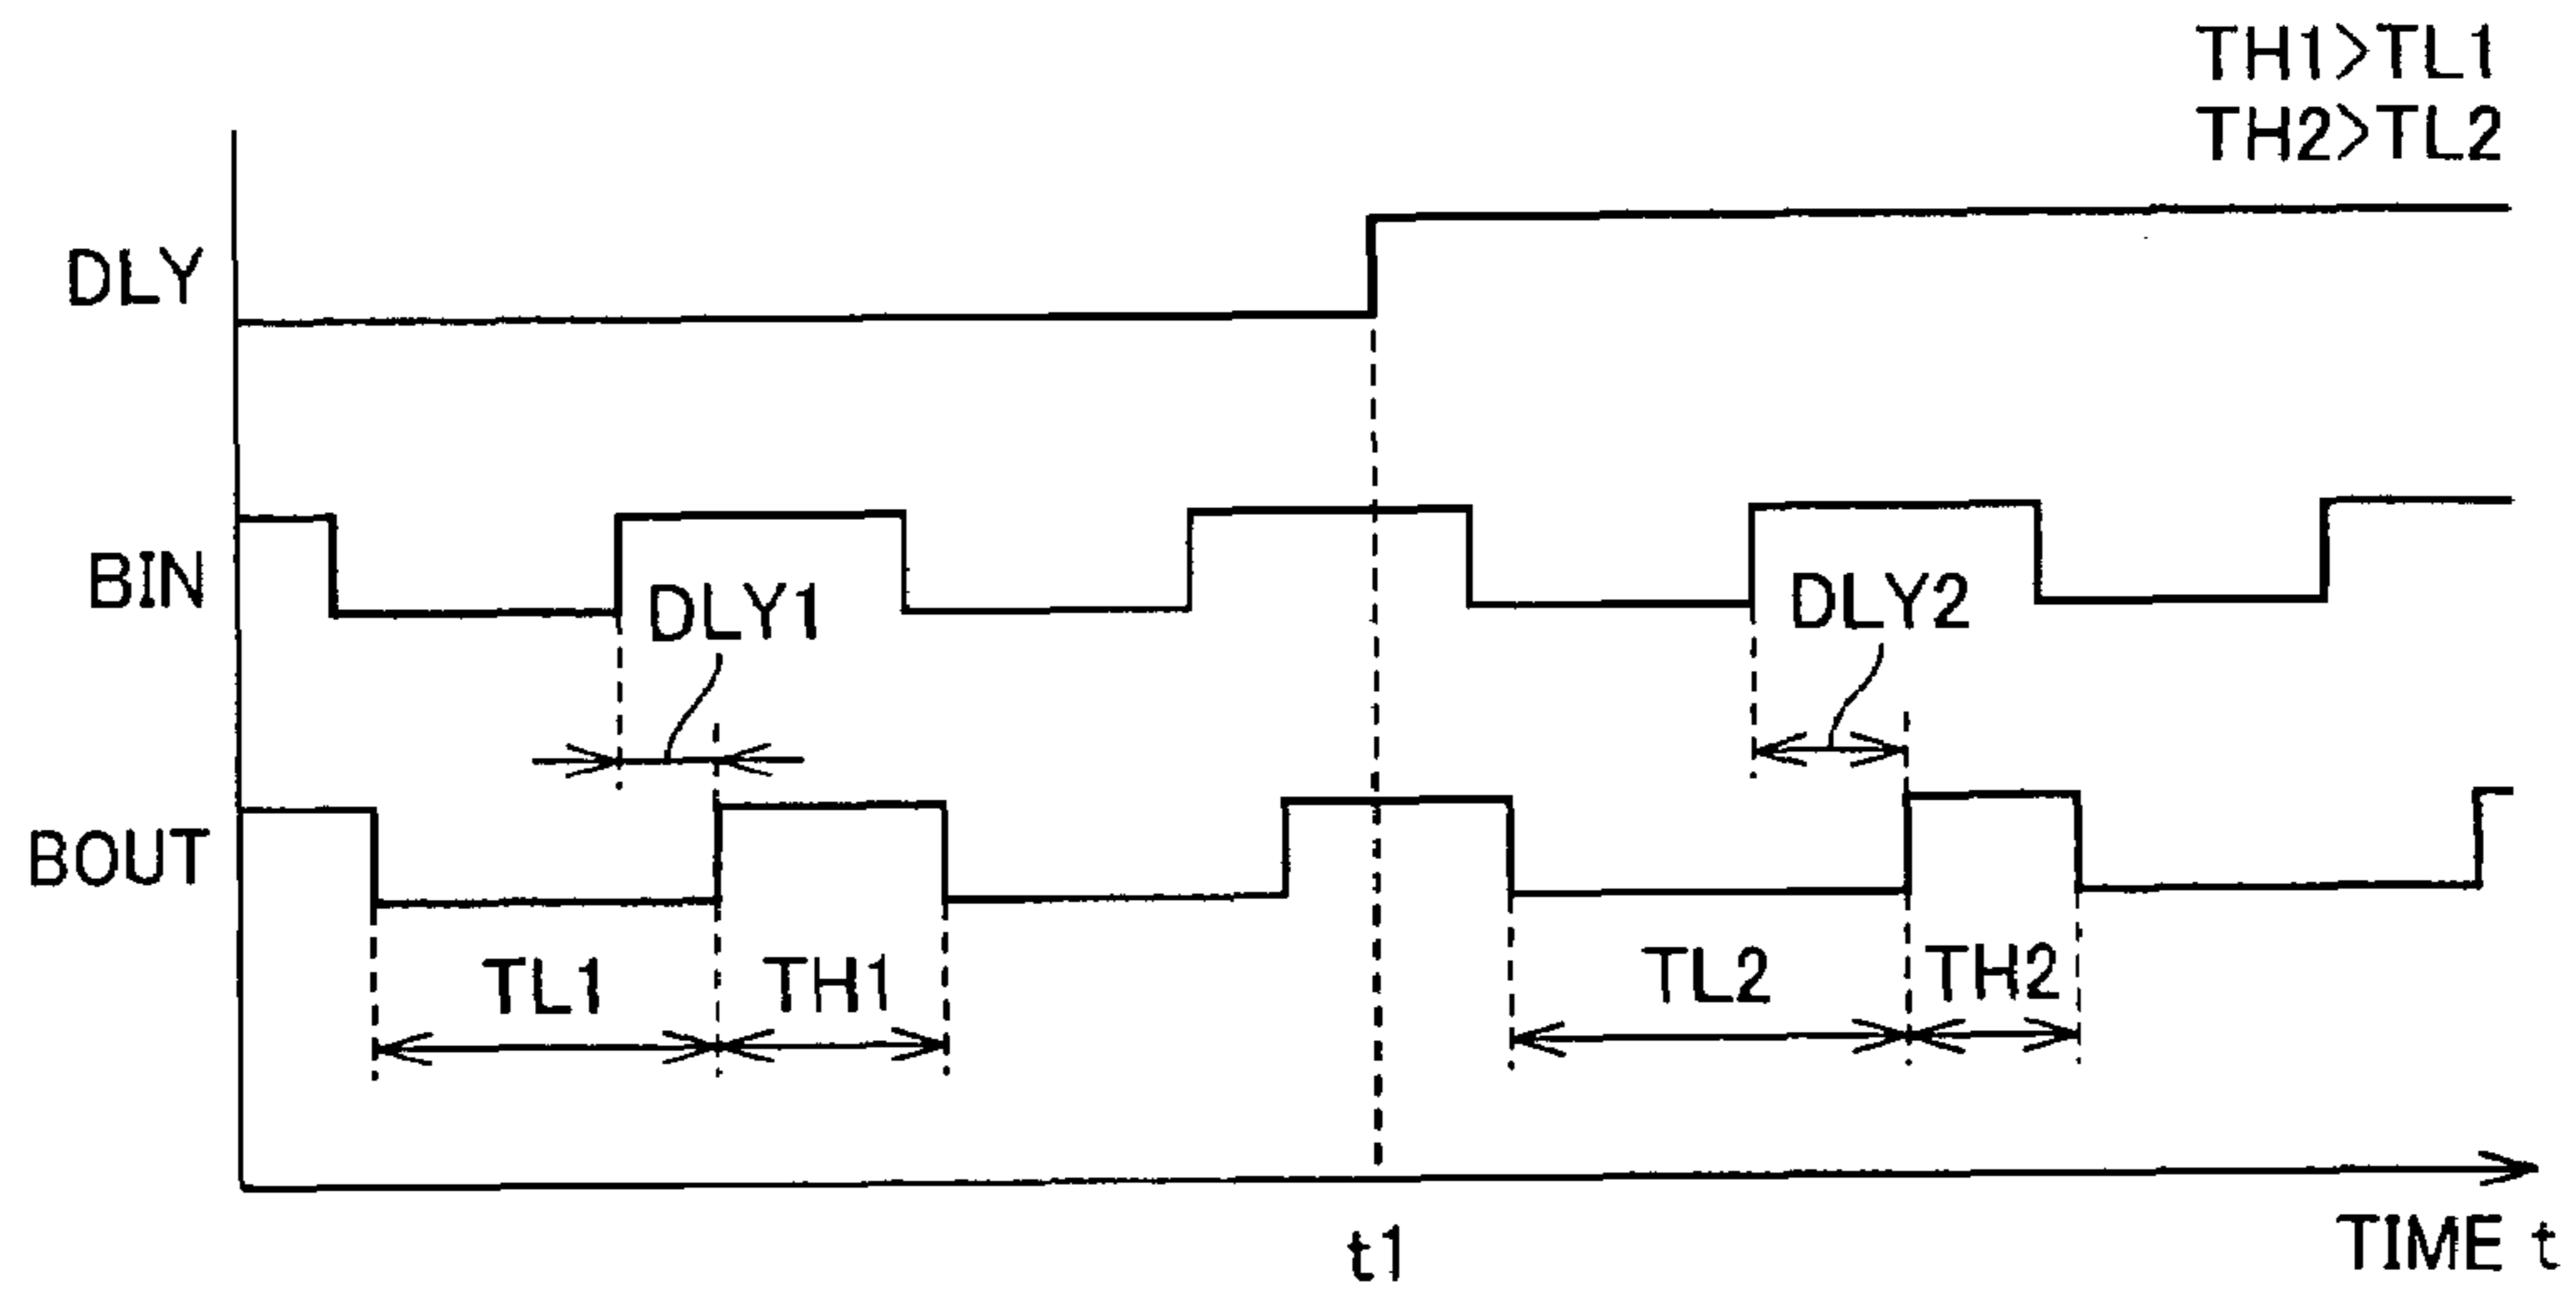 TH1>TL1
TH2>TL2
DLY
BIN
DLY1
DLY2
BOUT
TL1
TH1
TL2
TH2
t1
TIME t